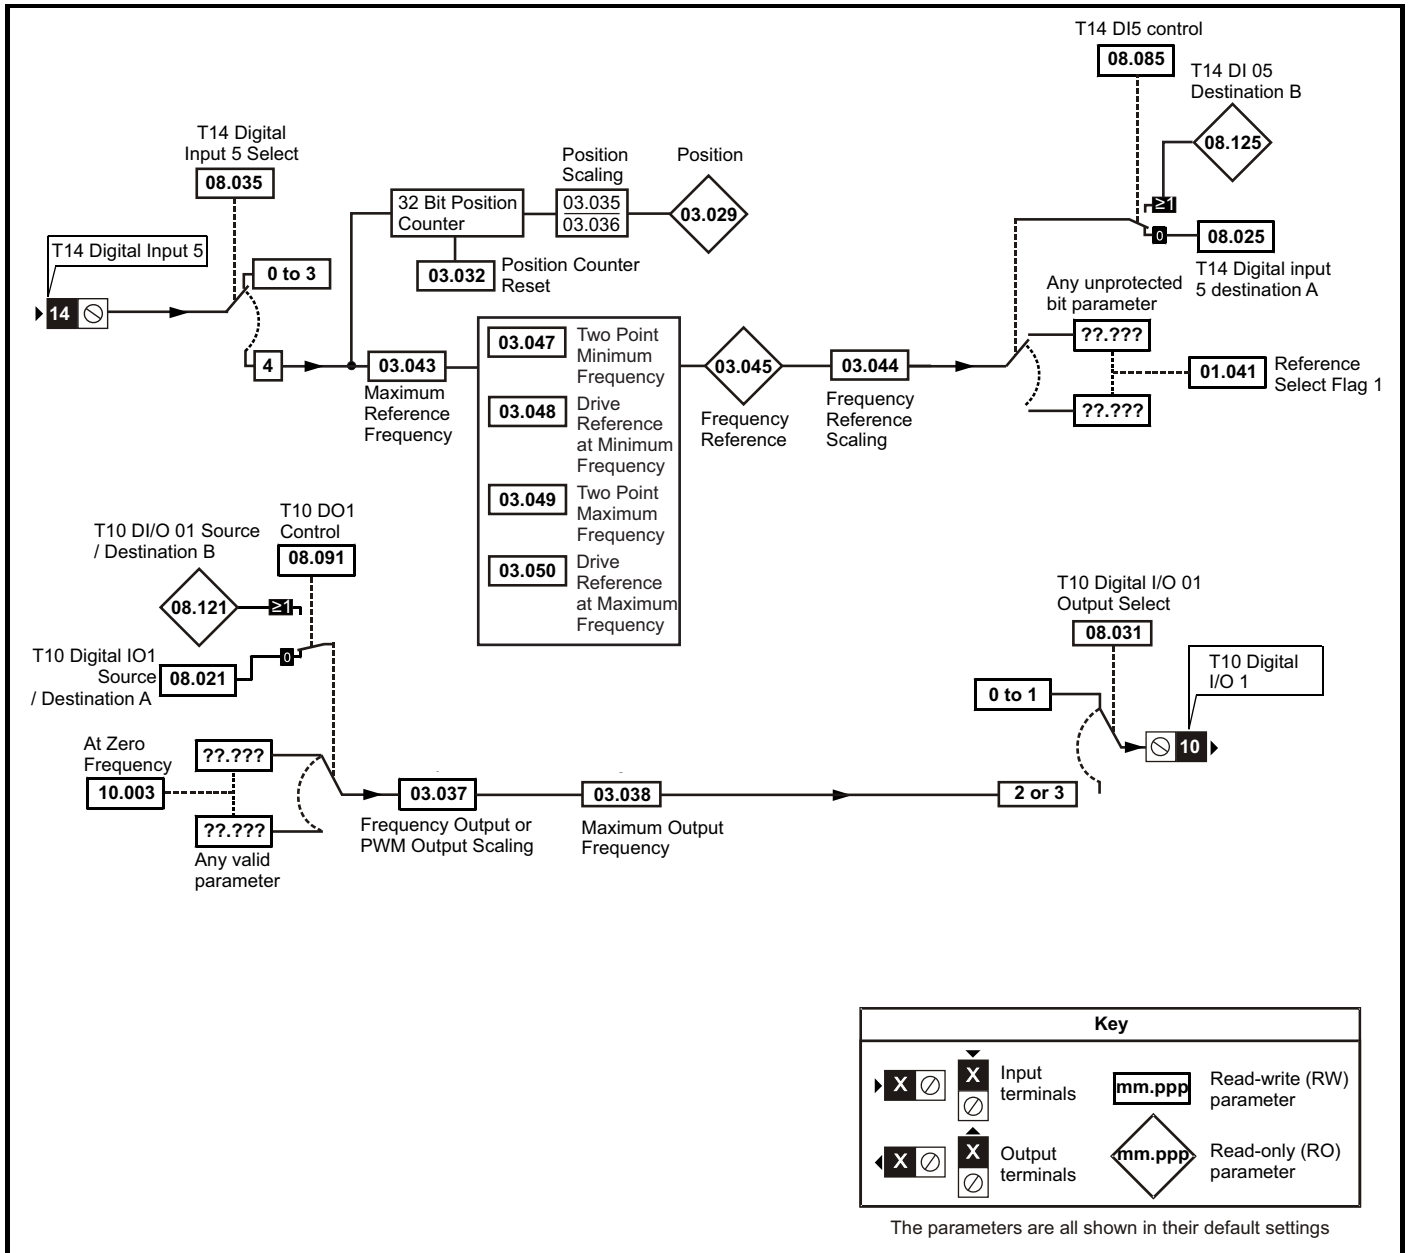 T14 DI5 control
08.085
T14 DI 05
Destination B
08.125
≥1
0
08.025
T14 Digital input
5 destination A
T14 Digital
Input 5 Select
08.035
T14 Digital Input 5
14
0 to 3
4
32 Bit Position
Counter
03.032
Position Counter
Reset
Position
Scaling
03.035
03.036
Position
03.029
03.043
Maximum
Reference
Frequency
03.047
Two Point
Minimum
Frequency
03.048
Drive
Reference
at Minimum
Frequency
03.049
Two Point
Maximum
Frequency
03.050
Drive
Reference
at Maximum
Frequency
03.045
Frequency
Reference
03.044
Frequency
Reference
Scaling
Any unprotected
bit parameter
??.???
??.???
01.041
Reference
Select Flag 1
T10 DI/O 01 Source
/ Destination B
08.121
≥1
T10 DO1
Control
08.091
0
T10 Digital IO1
Source
/ Destination A
08.021
At Zero
Frequency
10.003
??.???
??.???
Any valid
parameter
03.037
Frequency Output or
PWM Output Scaling
03.038
Maximum Output
Frequency
2 or 3
0 to 1
T10 Digital I/O 01
Output Select
08.031
T10 Digital
I/O 1
10
Key
X
X
Input
terminals
mm.ppp
Read-write (RW)
parameter
X
X
Output
terminals
mm.ppp
Read-only (RO)
parameter
The parameters are all shown in their default settings